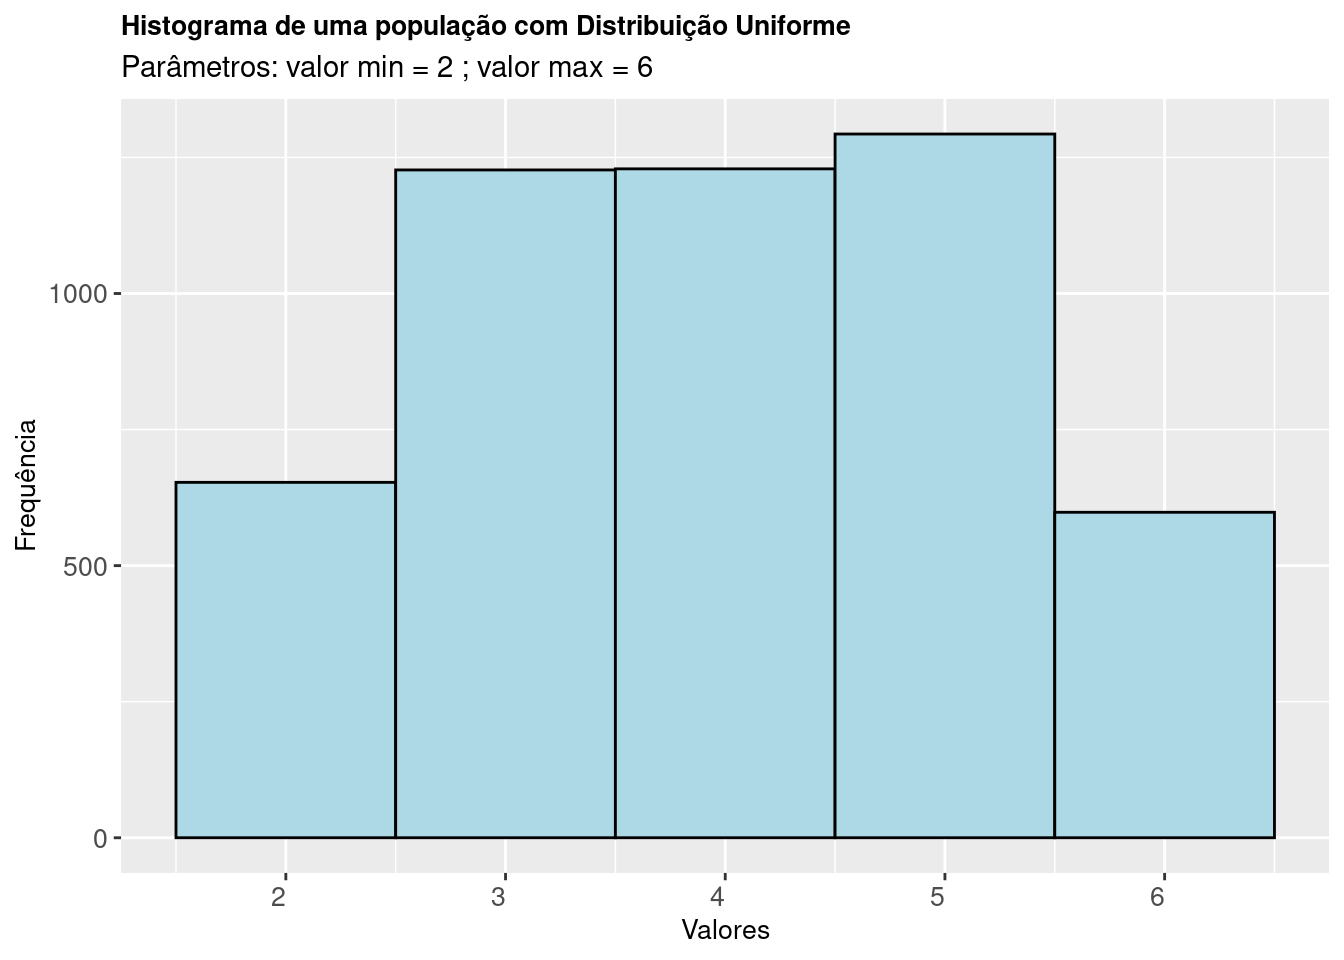 Histograma de uma população com Distribuição Uniforme
Parâmetros: valor min = 2 ; valor max = 6
1000
500
0
Frequência
2 3 4 5 6
Valores